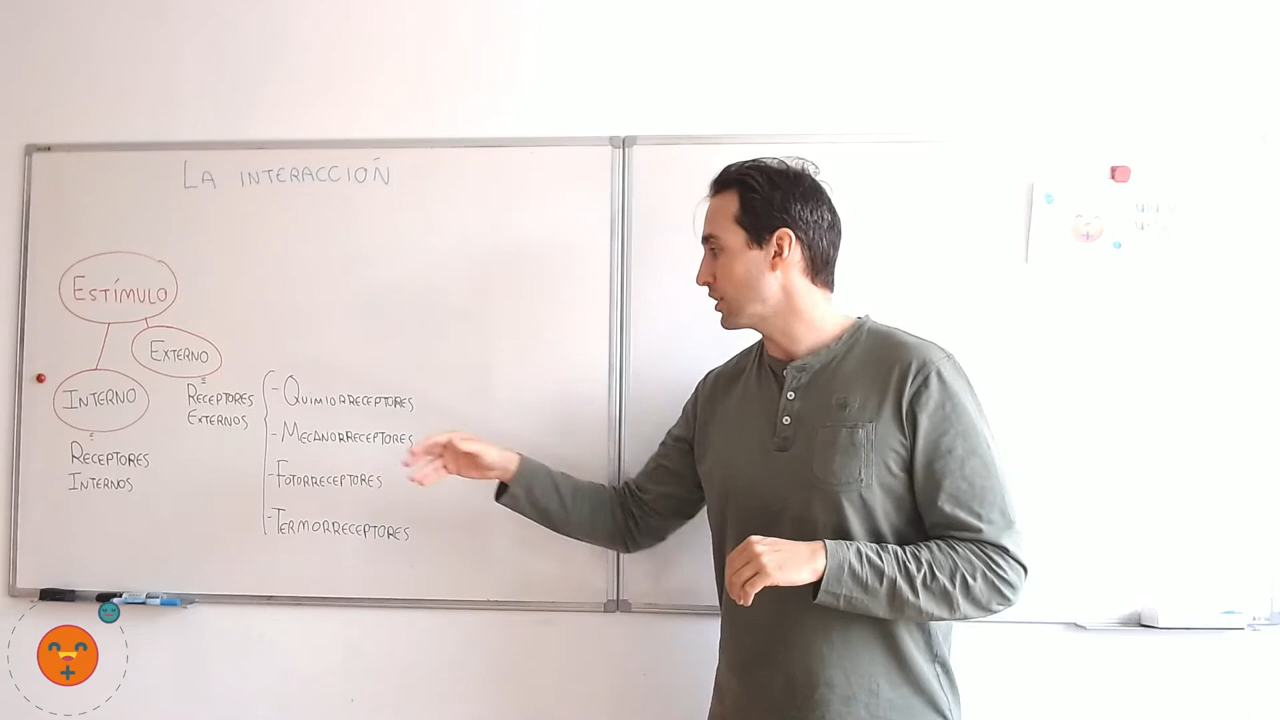 LA INTERACCIÓN
ESTÍMULO
EXTERNO
INTERNO
=
RECEPTORES
EXTERNOS
=
RECEPTORES
INTERNOS
- QUIMIORRECEPTORES
- MECANORRECEPTORES
- FOTORRECEPTORES
- TERMORRECEPTORES